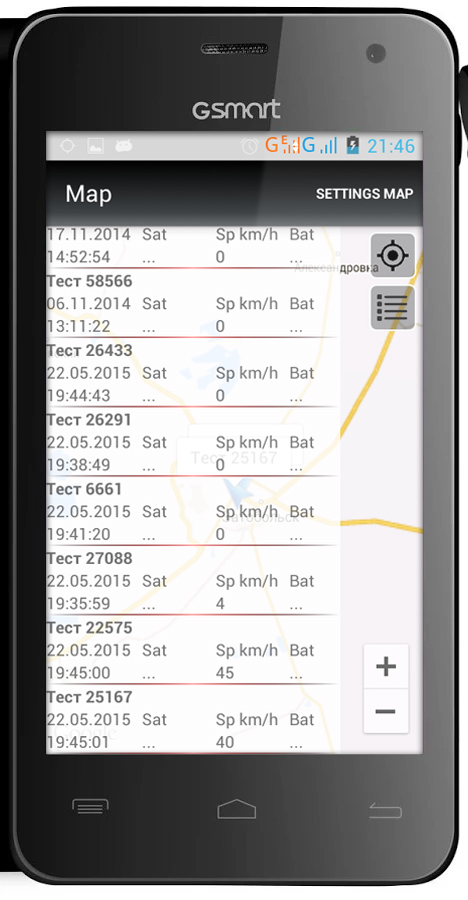 GSmart
G E G 21:46
Map SETTINGS MAP
17.11.2014 Sat Sp km/h Bat
14:52:54 ... 0
Александровка
Тест 58566
06.11.2014 Sat Sp km/h Bat
13:11:22 ... 0 ...
Тест 26433
22.05.2015 Sat Sp km/h Bat
19:44:43 ... 0 ...
Тест 26291
22.05.2015 Sat Sp km/h Bat
19:38:49 ... 0 ...
Тест 25167
Тест 6661
22.05.2015 Sat Sp km/h Bat
19:41:20 ... 0 ...
Затобольск
Тест 27088
22.05.2015 Sat Sp km/h Bat
19:35:59 ... 4 ...
Тест 22575
22.05.2015 Sat Sp km/h Bat
19:45:00 ... 45 ...
+
Тест 25167
22.05.2015 Sat Sp km/h Bat
−
19:45:01 ... 40 ...